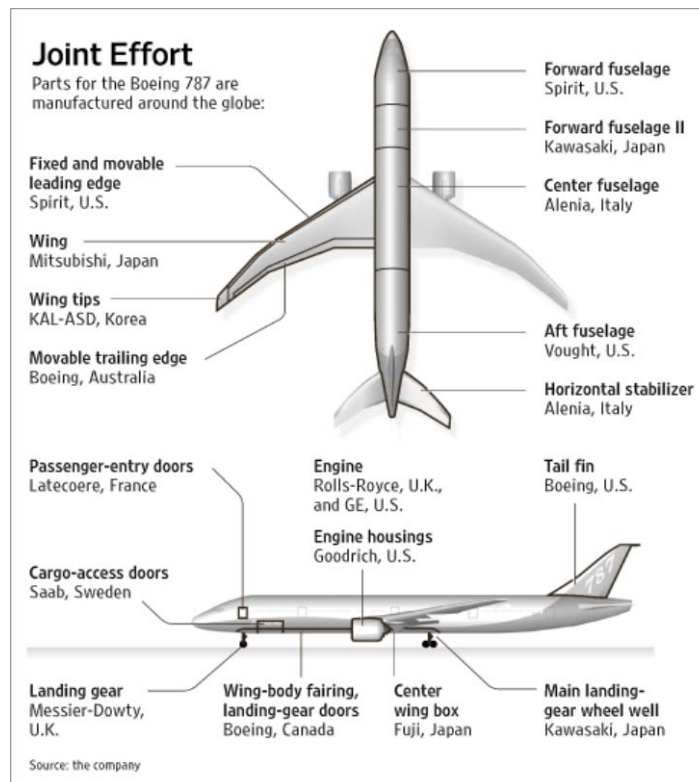 Joint Effort
Parts for the Boeing 787 are
manufactured around the globe:
Forward fuselage
Spirit, U.S.
Forward fuselage II
Kawasaki, Japan
Center fuselage
Alenia, Italy
Aft fuselage
Vought, U.S.
Horizontal stabilizer
Alenia, Italy
Fixed and movable
leading edge
Spirit, U.S.
Wing
Mitsubishi, Japan
Wing tips
KAL-ASD, Korea
Movable trailing edge
Boeing, Australia
Passenger-entry doors
Latecoere, France
Engine
Rolls-Royce, U.K.,
and GE, U.S.
Tail fin
Boeing, U.S.
Engine housings
Goodrich, U.S.
Cargo-access doors
Saab, Sweden
787
Landing gear
Messier-Dowty,
U.K.
Wing-body fairing,
landing-gear doors
Boeing, Canada
Center
wing box
Fuji, Japan
Main landing-
gear wheel well
Kawasaki, Japan
Source: the company